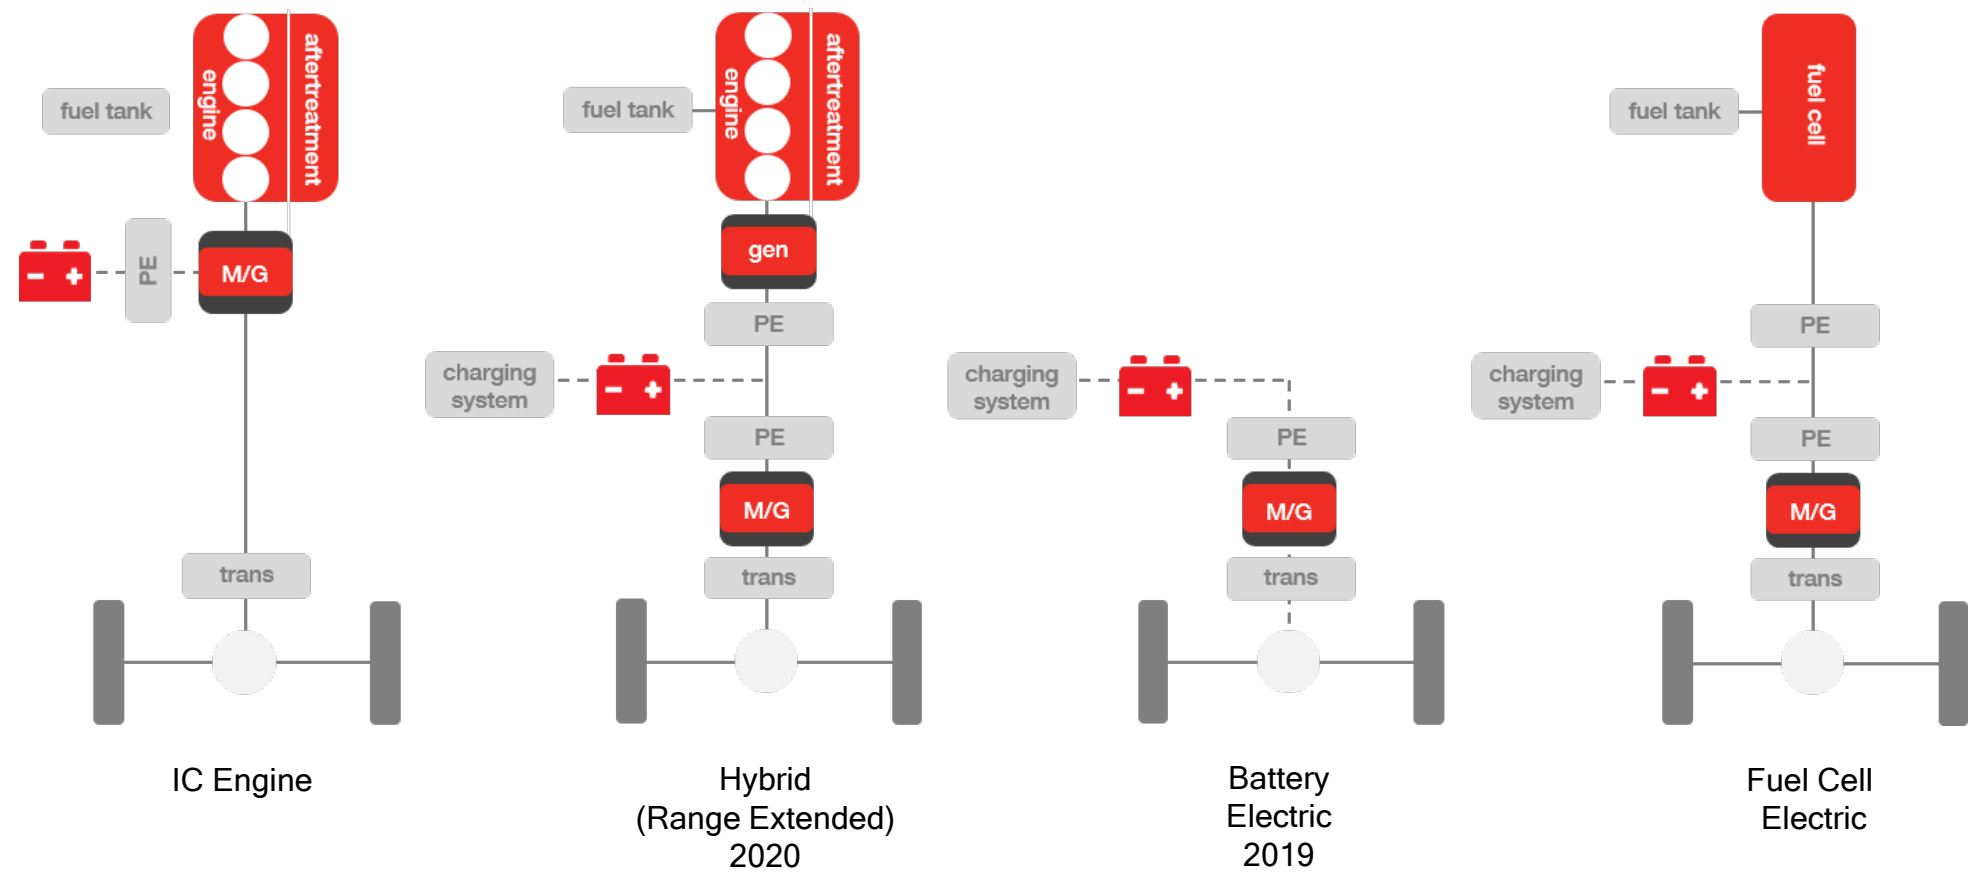 fuel tank
engine
aftertreatment
PE
M/G
trans
IC Engine
fuel tank
engine
aftertreatment
gen
PE
charging
system
PE
M/G
trans
Hybrid
(Range Extended)
2020
charging
system
PE
M/G
trans
Battery
Electric
2019
fuel tank
fuel cell
PE
charging
system
PE
M/G
trans
Fuel Cell
Electric